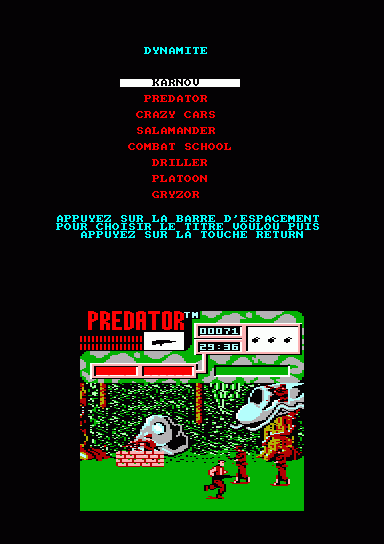 DYNAMITE
KARNOV
PREDATOR
CRAZY CARS
SALAMANDER
COMBAT SCHOOL
DRILLER
PLATOON
GRYZOR
APPUYEZ SUR LA BARRE D'ESPACEMENT
POUR CHOISIR LE TITRE VOULOU PUIS
APPUYEZ SUR LA TOUCHE RETURN
PREDATOR™
00071
29:36